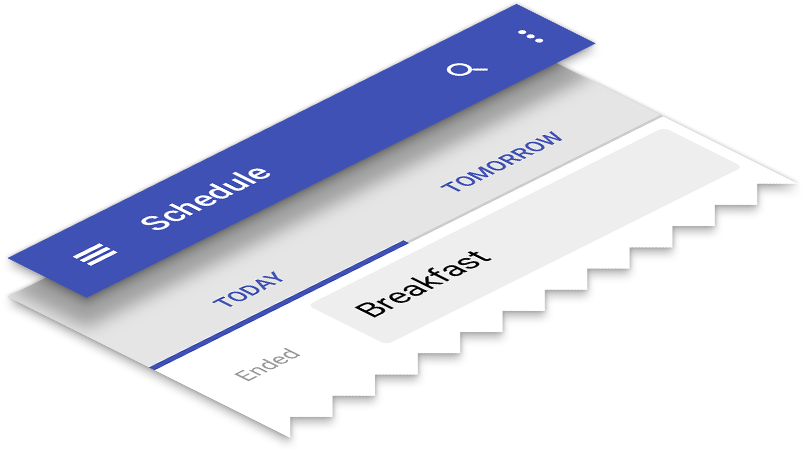 Schedule
TODAY
TOMORROW
Ended
Breakfast